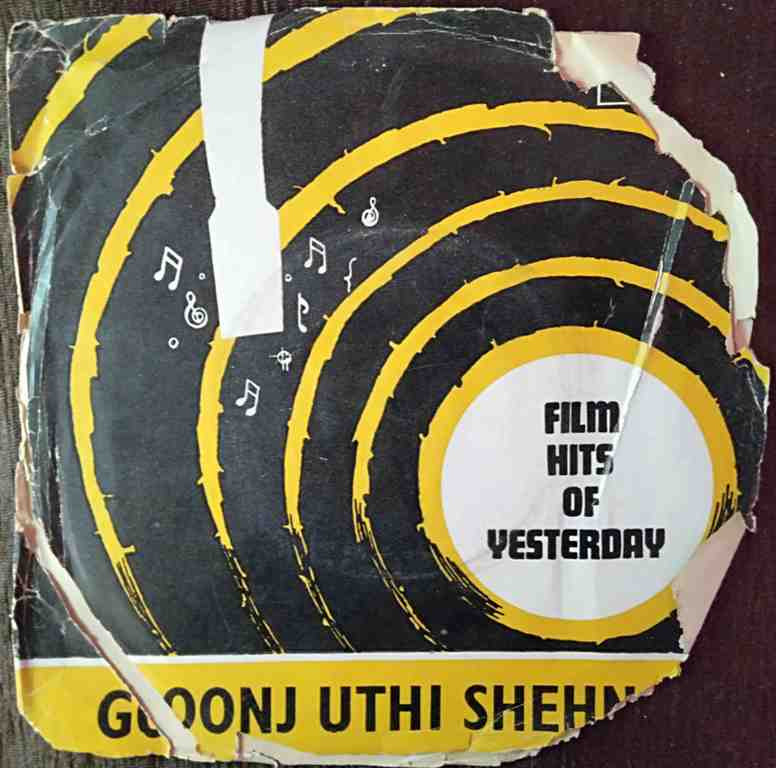 FILM
HITS
OF
YESTERDAY
GOONJ UTHI SHEHN